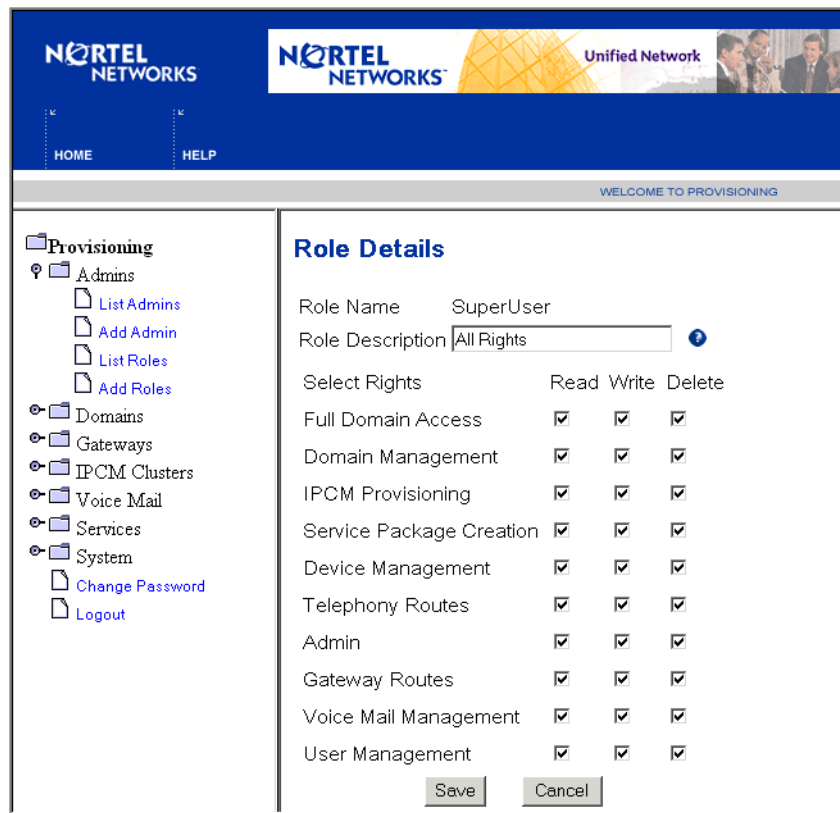 NORTEL
NETWORKS
NORTEL
NETWORKS
Unified Network
HOME
HELP
WELCOME TO PROVISIONING
Provisioning
Admins
List Admins
Add Admin
List Roles
Add Roles
Domains
Gateways
IPCM Clusters
Voice Mail
Services
System
Change Password
Logout
Role Details
Role Name SuperUser
Role Description All Rights ?
Select Rights Read Write Delete
Full Domain Access
Domain Management
IPCM Provisioning
Service Package Creation
Device Management
Telephony Routes
Admin
Gateway Routes
Voice Mail Management
User Management
Save Cancel